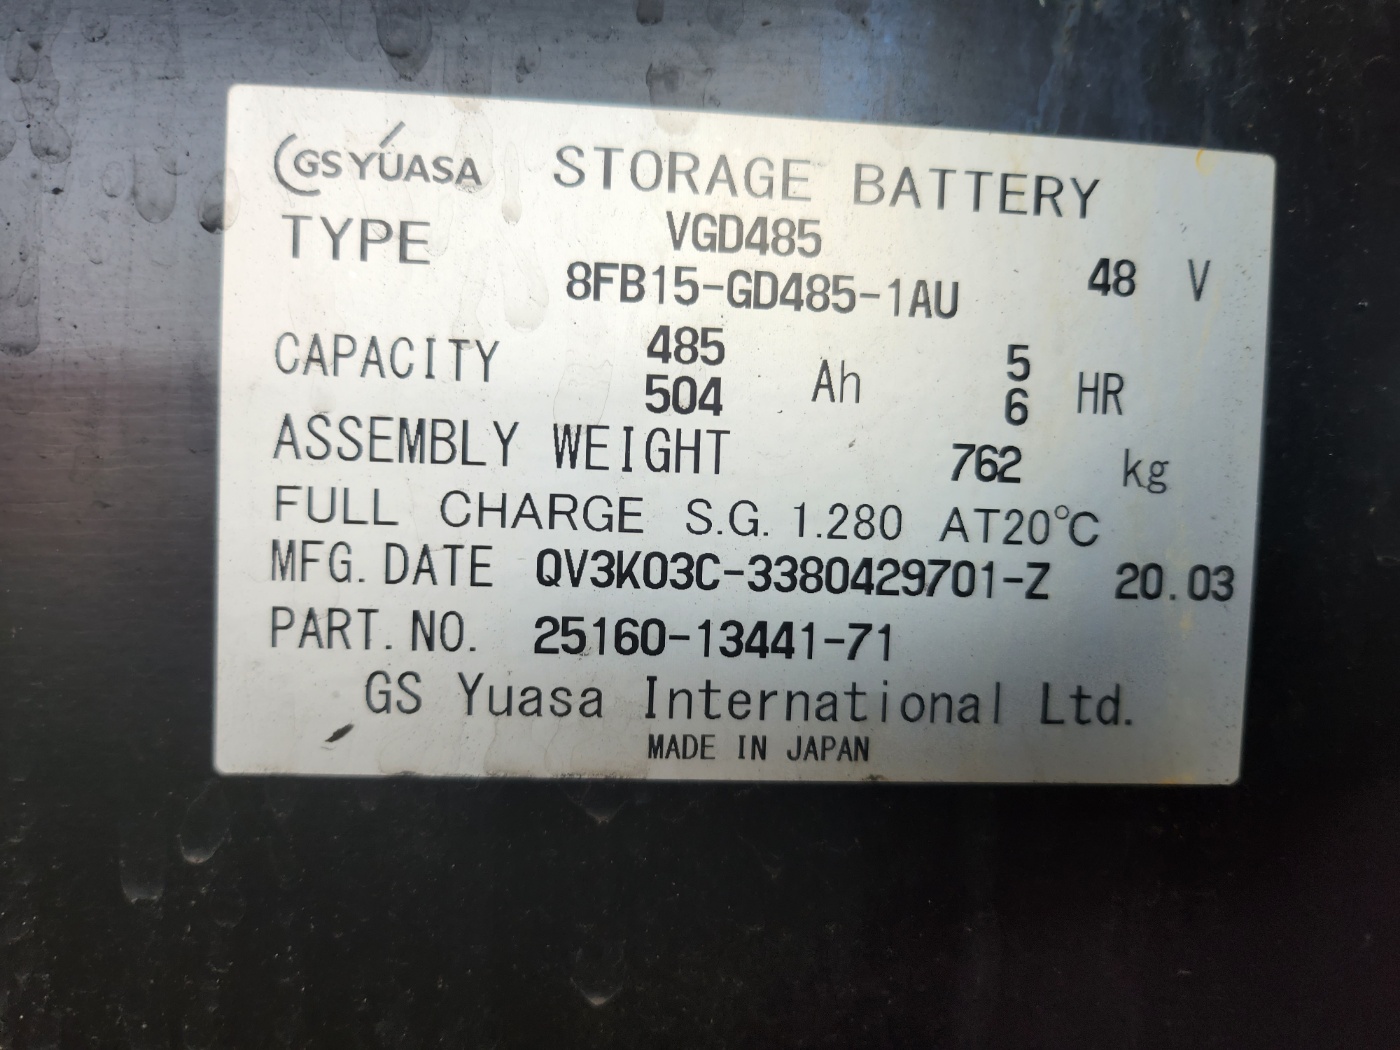 GS YUASA STORAGE BATTERY
TYPE VGD485
8FB15-GD485-1AU 48 V
CAPACITY 485 Ah 5 HR
504 6
ASSEMBLY WEIGHT 762 kg
FULL CHARGE S.G. 1.280 AT20°C
MFG. DATE QV3K03C-3380429701-Z 20.03
PART. NO. 25160-13441-71
GS Yuasa International Ltd.
MADE IN JAPAN